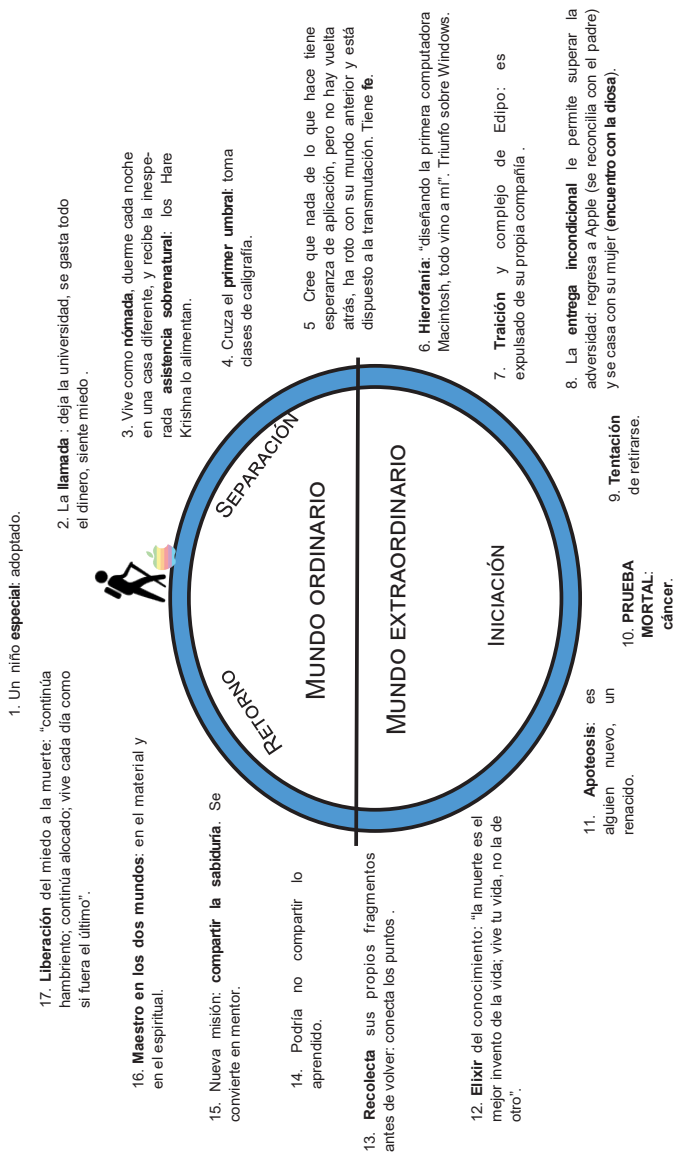 1. Un niño especial: adoptado.
2. La llamada : deja la universidad, se gasta todo
el dinero, siente miedo .
3. Vive como nómada, duerme cada noche
en una casa diferente, y recibe la inespe-
rada asistencia sobrenatural: los Hare
Krishna lo alimentan.
4. Cruza el primer umbral: toma
clases de caligrafía.
5 Cree que nada de lo que hace tiene
esperanza de aplicación, pero no hay vuelta
atrás, ha roto con su mundo anterior y está
dispuesto a la transmutación. Tiene fe.
6. Hierofanía: “diseñando la primera computadora
Macintosh, todo vino a mí”. Triunfo sobre Windows.
7. Traición y complejo de Edipo: es
expulsado de su propia compañía .
8. La entrega incondicional le permite superar la
adversidad: regresa a Apple (se reconcilia con el padre)
y se casa con su mujer (encuentro con la diosa).
9. Tentación
de retirarse.
10. PRUEBA
MORTAL:
cáncer.
11. Apoteosis: es
alguien nuevo, un
renacido.
12. Elixir del conocimiento: “la muerte es el
mejor invento de la vida; vive tu vida, no la de
otro”.
13. Recolecta sus propios fragmentos
antes de volver: conecta los puntos .
14. Podría no compartir lo
aprendido.
15. Nueva misión: compartir la sabiduría. Se
convierte en mentor.
16. Maestro en los dos mundos: en el material y
en el espiritual.
17. Liberación del miedo a la muerte: “continúa
hambriento; continúa alocado; vive cada día como
si fuera el último”.
SEPARACIÓN
RETORNO
MUNDO ORDINARIO
MUNDO EXTRAORDINARIO
INICIACIÓN